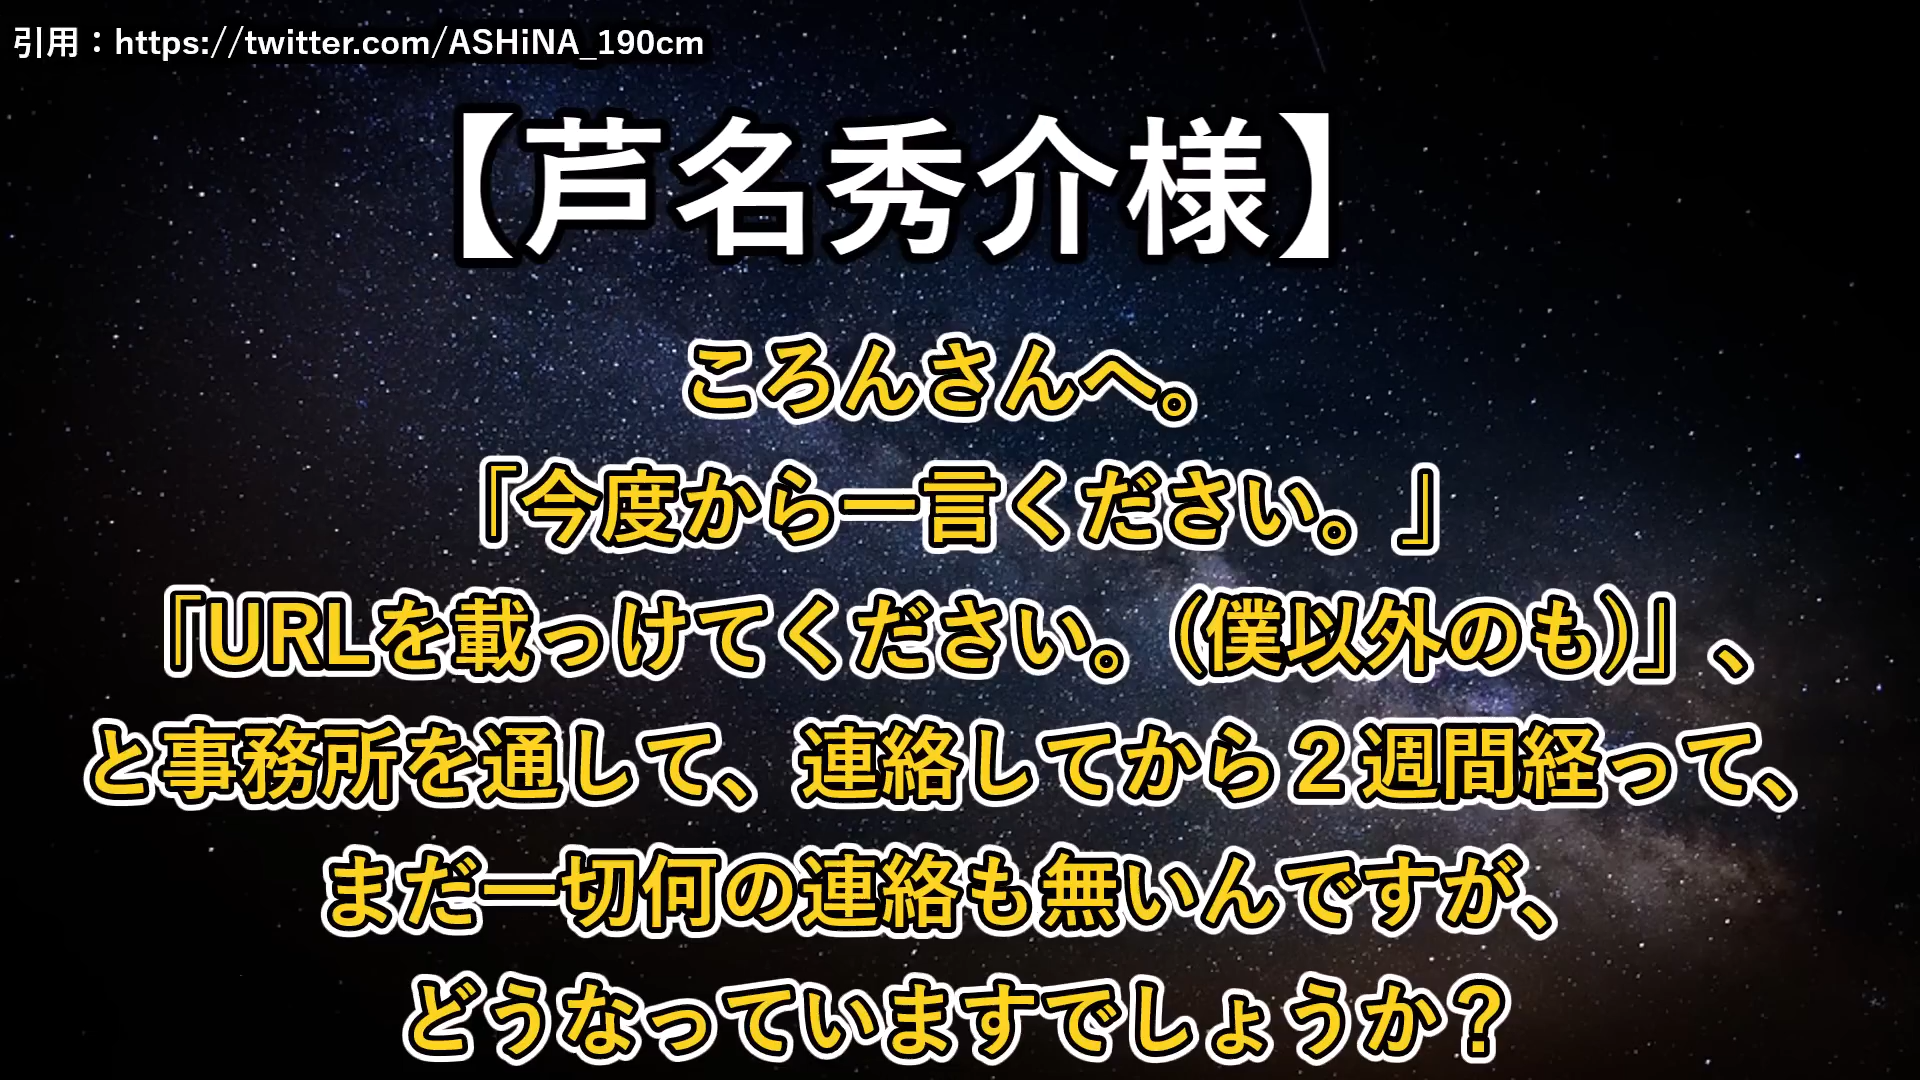 引用：https://twitter.com/ASHiNA_190cm
【芦名秀介様】
ころんさんへ。
『今度から一言ください。』
『URLを載っけてください。（僕以外のも）』、
と事務所を通して、連絡してから２週間経って、
まだ一切何の連絡も無いんですが、
どうなっていますでしょうか？